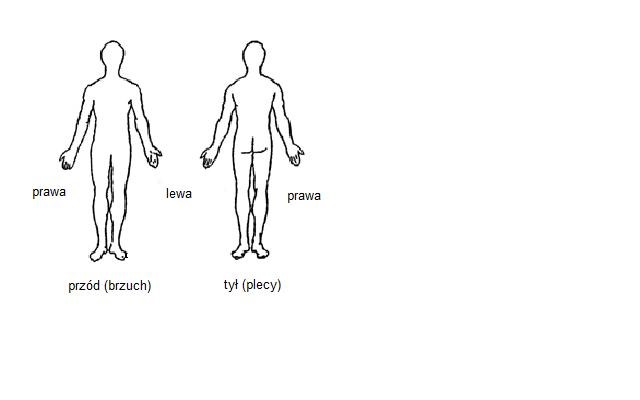 prawa
lewa
prawa
przód (brzuch)
tył (plecy)